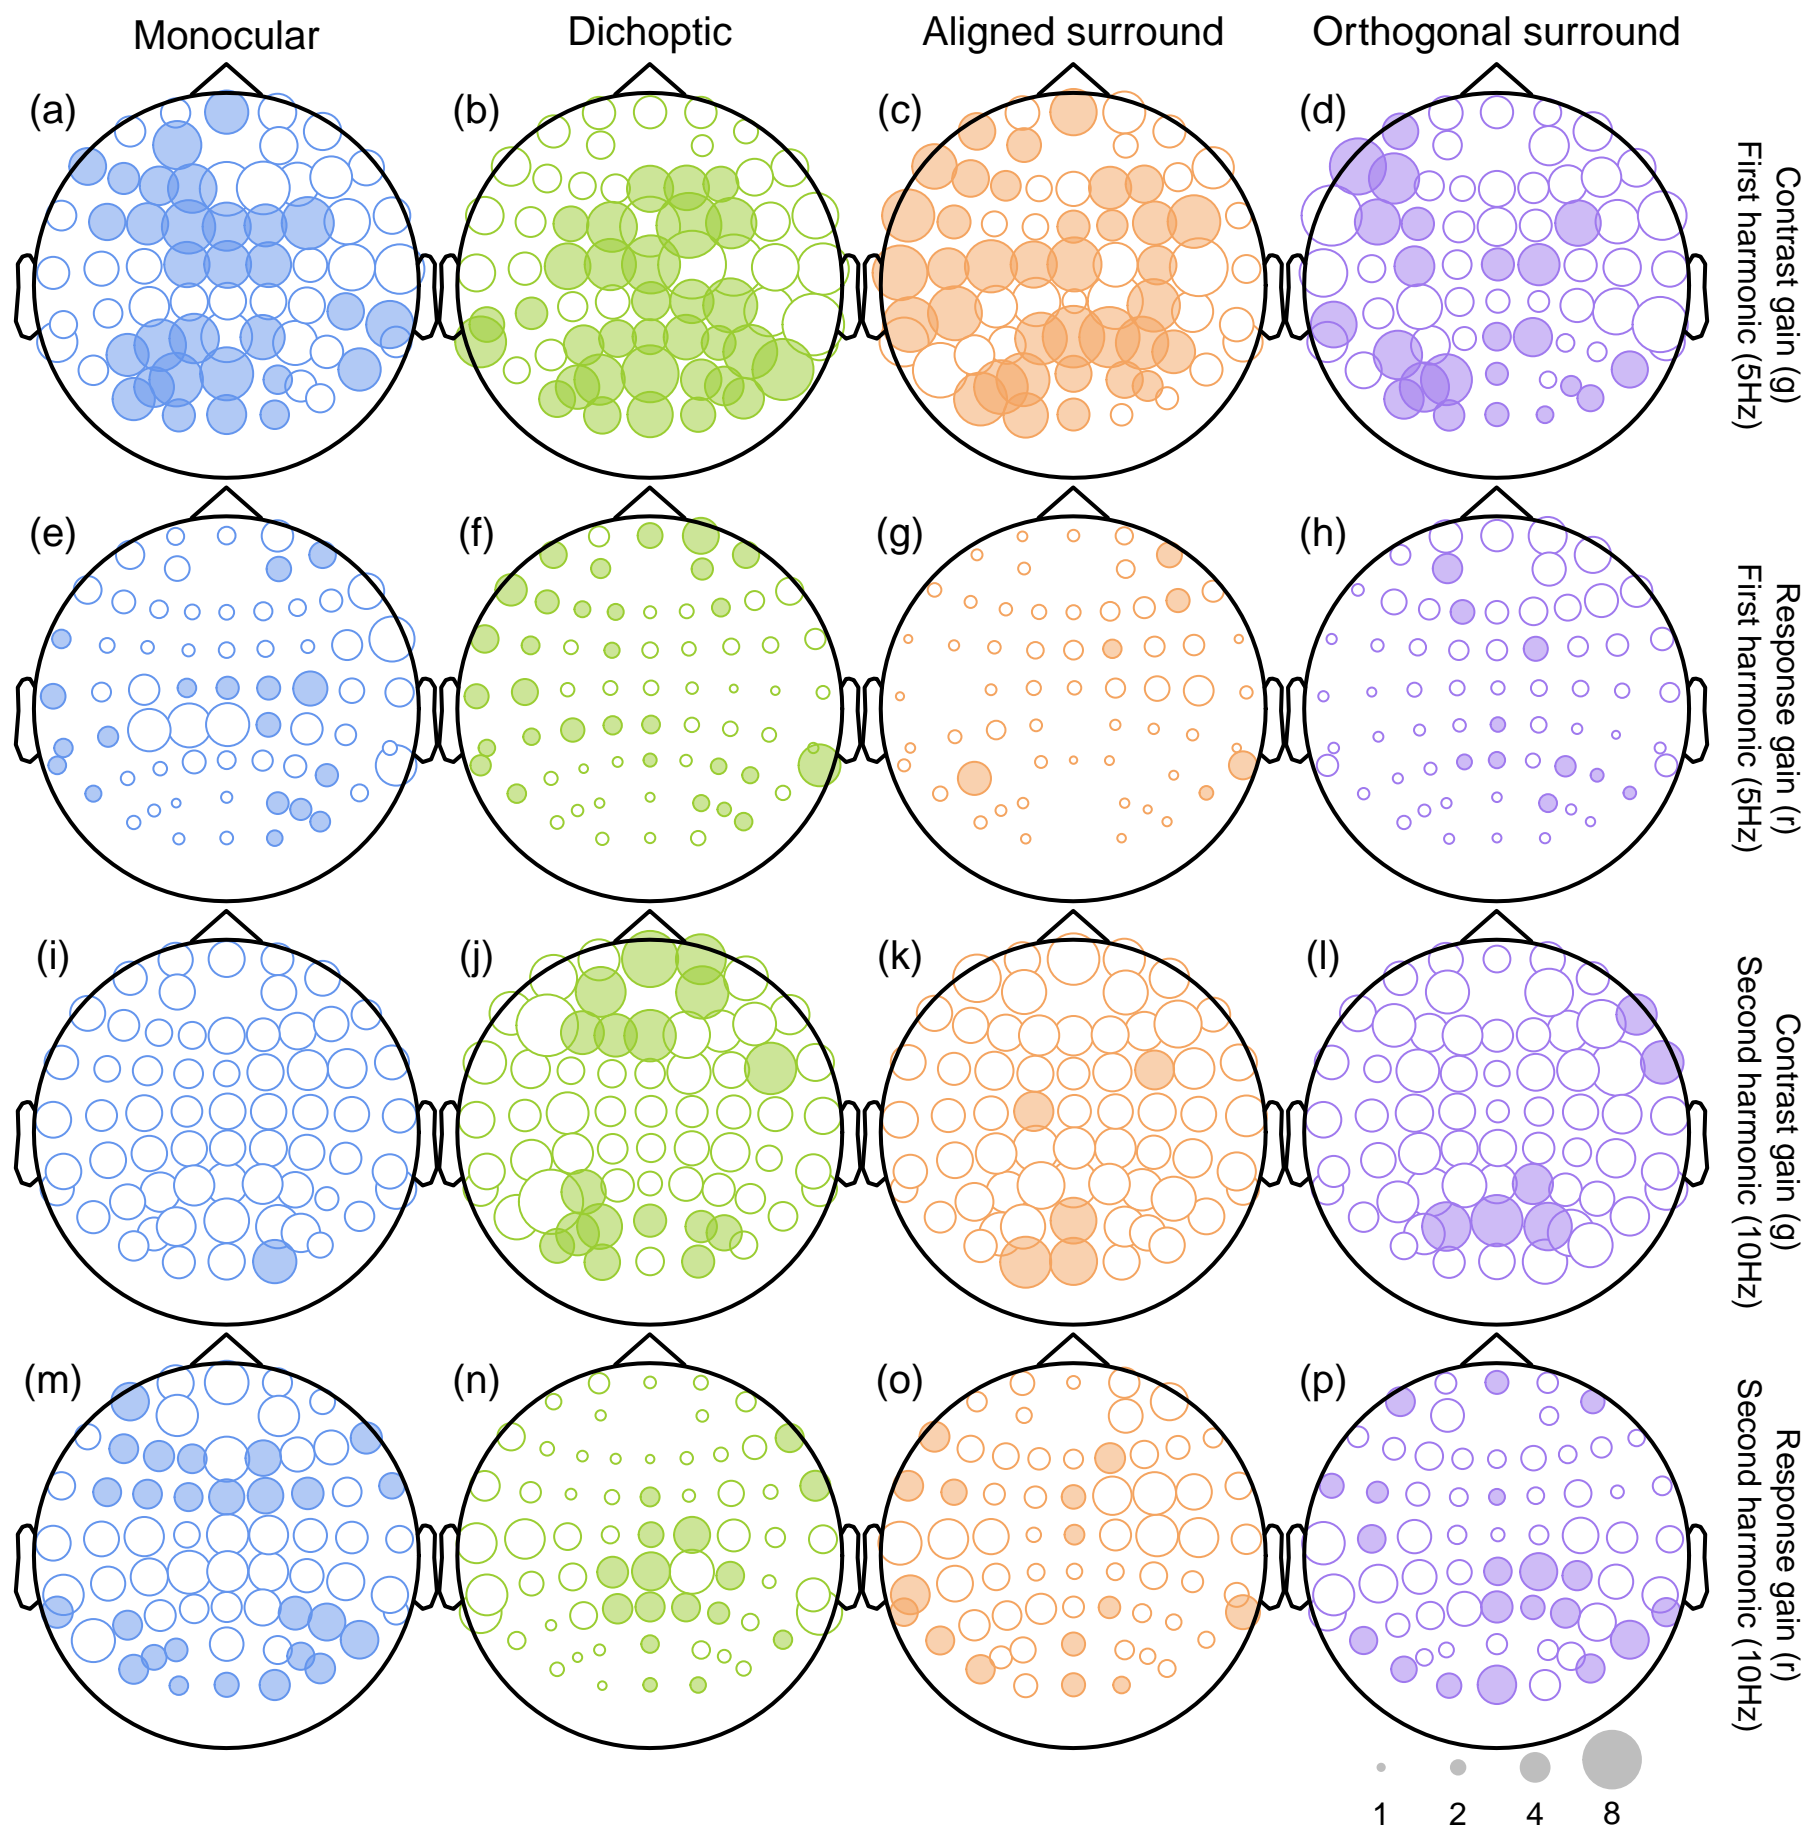 Monocular
Dichoptic
Aligned surround
Orthogonal surround
(a)
(b)
(c)
(d)
Contrast gain (g)
First harmonic (5Hz)
(e)
(f)
(g)
(h)
Response gain (r)
First harmonic (5Hz)
(i)
(j)
(k)
(l)
Contrast gain (g)
Second harmonic (10Hz)
(m)
(n)
(o)
(p)
Response gain (r)
Second harmonic (10Hz)
1
2
4
8